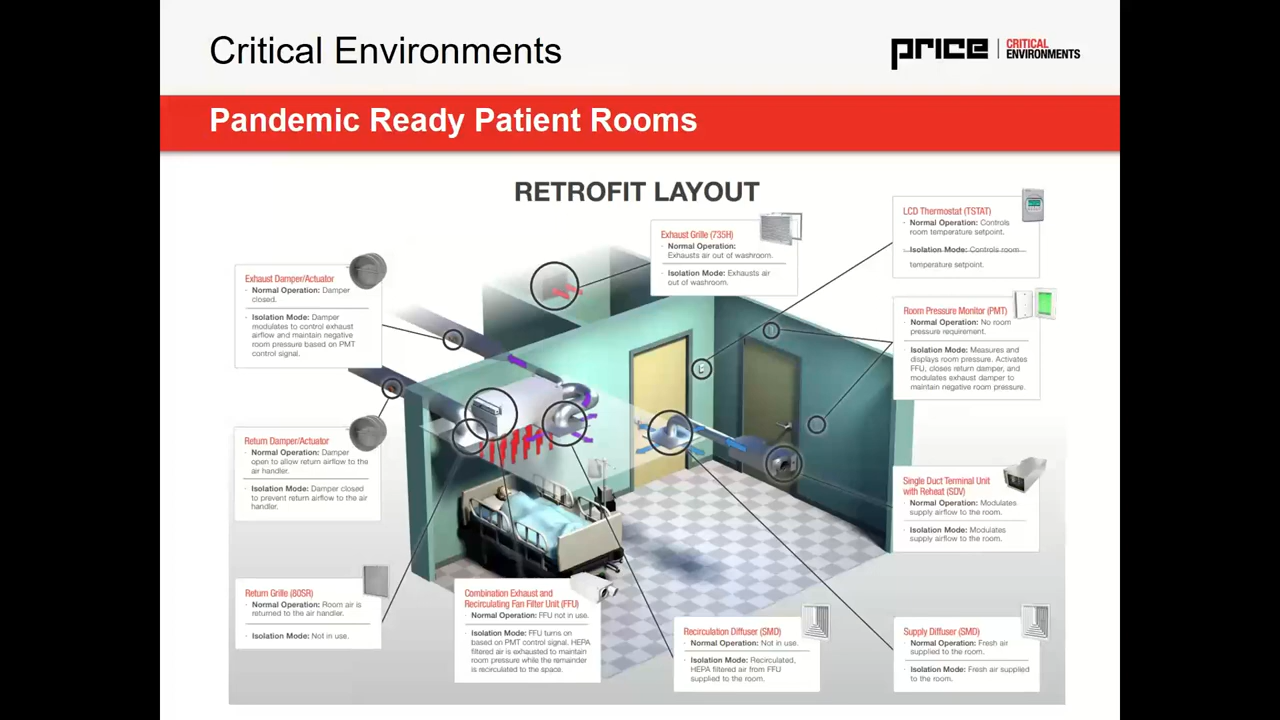 Critical Environments
price | CRITICAL
ENVIRONMENTS
Pandemic Ready Patient Rooms
RETROFIT LAYOUT
Exhaust Grille (735H)
· Normal Operation:
Exhausts air out of washroom.
· Isolation Mode: Exhausts air
out of washroom.
LCD Thermostat (TSTAT)
· Normal Operation: Controls
room temperature setpoint.
· Isolation Mode: Controls room
temperature setpoint.
Exhaust Damper/Actuator
· Normal Operation: Damper
closed.
· Isolation Mode: Damper
modulates to control exhaust
airflow and maintain negative
room pressure based on PMT
control signal.
Room Pressure Monitor (PMT)
· Normal Operation: No room
pressure requirement.
· Isolation Mode: Measures and
displays room pressure. Activates
FFU, closes return damper, and
modulates exhaust damper to
maintain negative room pressure.
Return Damper/Actuator
· Normal Operation: Damper
open to allow return airflow to the
air handler.
· Isolation Mode: Damper closed
to prevent return airflow to the air
handler.
Single Duct Terminal Unit
with Reheat (SDV)
· Normal Operation: Modulates
supply airflow to the room.
· Isolation Mode: Modulates
supply airflow to the room.
Return Grille (80SR)
· Normal Operation: Room air is
returned to the air handler.
· Isolation Mode: Not in use.
Combination Exhaust and
Recirculating Fan Filter Unit (FFU)
· Normal Operation: FFU not in use.
· Isolation Mode: FFU turns on
based on PMT control signal. HEPA
filtered air is exhausted to maintain
room pressure while the remainder
is recirculated to the space.
Recirculation Diffuser (SMD)
· Normal Operation: Not in use.
· Isolation Mode: Recirculated,
HEPA filtered air from FFU
supplied to the room.
Supply Diffuser (SMD)
· Normal Operation: Fresh air
supplied to the room.
· Isolation Mode: Fresh air supplied
to the room.